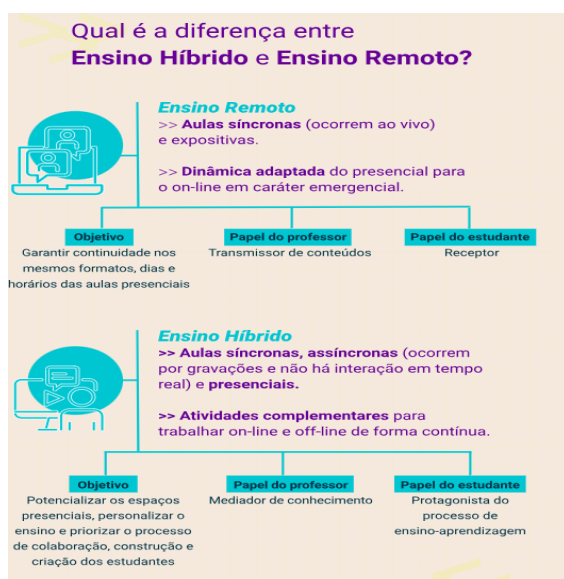 Qual é a diferença entre
Ensino Híbrido e Ensino Remoto?
Ensino Remoto
>> Aulas síncronas (ocorrem ao vivo)
e expositivas.
>> Dinâmica adaptada do presencial para
o on-line em caráter emergencial.
Objetivo
Garantir continuidade nos
mesmos formatos, dias e
horários das aulas presenciais
Papel do professor
Transmissor de conteúdos
Papel do estudante
Receptor
Ensino Híbrido
>> Aulas síncronas, assíncronas (ocorrem
por gravações e não há interação em tempo
real) e presenciais.
>> Atividades complementares para
trabalhar on-line e off-line de forma contínua.
Objetivo
Potencializar os espaços
presenciais, personalizar o
ensino e priorizar o processo
de colaboração, construção e
criação dos estudantes
Papel do professor
Mediador de conhecimento
Papel do estudante
Protagonista do
processo de
ensino-aprendizagem